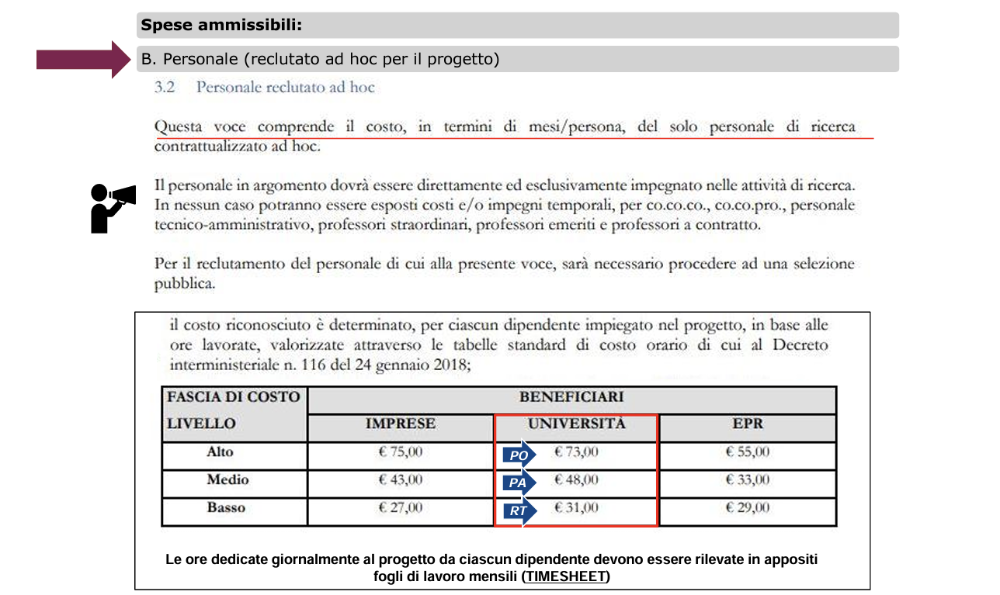 Spese ammissibili:
B. Personale (reclutato ad hoc per il progetto)
3.2 Personale reclutato ad hoc
Questa voce comprende il costo, in termini di mesi/persona, del solo personale di ricerca
contrattualizzato ad hoc.
Il personale in argomento dovrà essere direttamente ed esclusivamente impegnato nelle attività di ricerca.
In nessun caso potranno essere esposti costi e/o impegni temporali, per co.co.co., co.co.pro., personale
tecnico-amministrativo, professori straordinari, professori emeriti e professori a contratto.
Per il reclutamento del personale di cui alla presente voce, sarà necessario procedere ad una selezione
pubblica.
il costo riconosciuto è determinato, per ciascun dipendente impiegato nel progetto, in base alle
ore lavorate, valorizzate attraverso le tabelle standard di costo orario di cui al Decreto
interministeriale n. 116 del 24 gennaio 2018;
FASCIA DI COSTO BENEFICIARI
LIVELLO IMPRESE UNIVERSITÀ EPR
Alto € 75,00 PO € 73,00 € 55,00
Medio € 43,00 PA € 48,00 € 33,00
Basso € 27,00 RT € 31,00 € 29,00
Le ore dedicate giornalmente al progetto da ciascun dipendente devono essere rilevate in appositi
fogli di lavoro mensili (TIMESHEET)